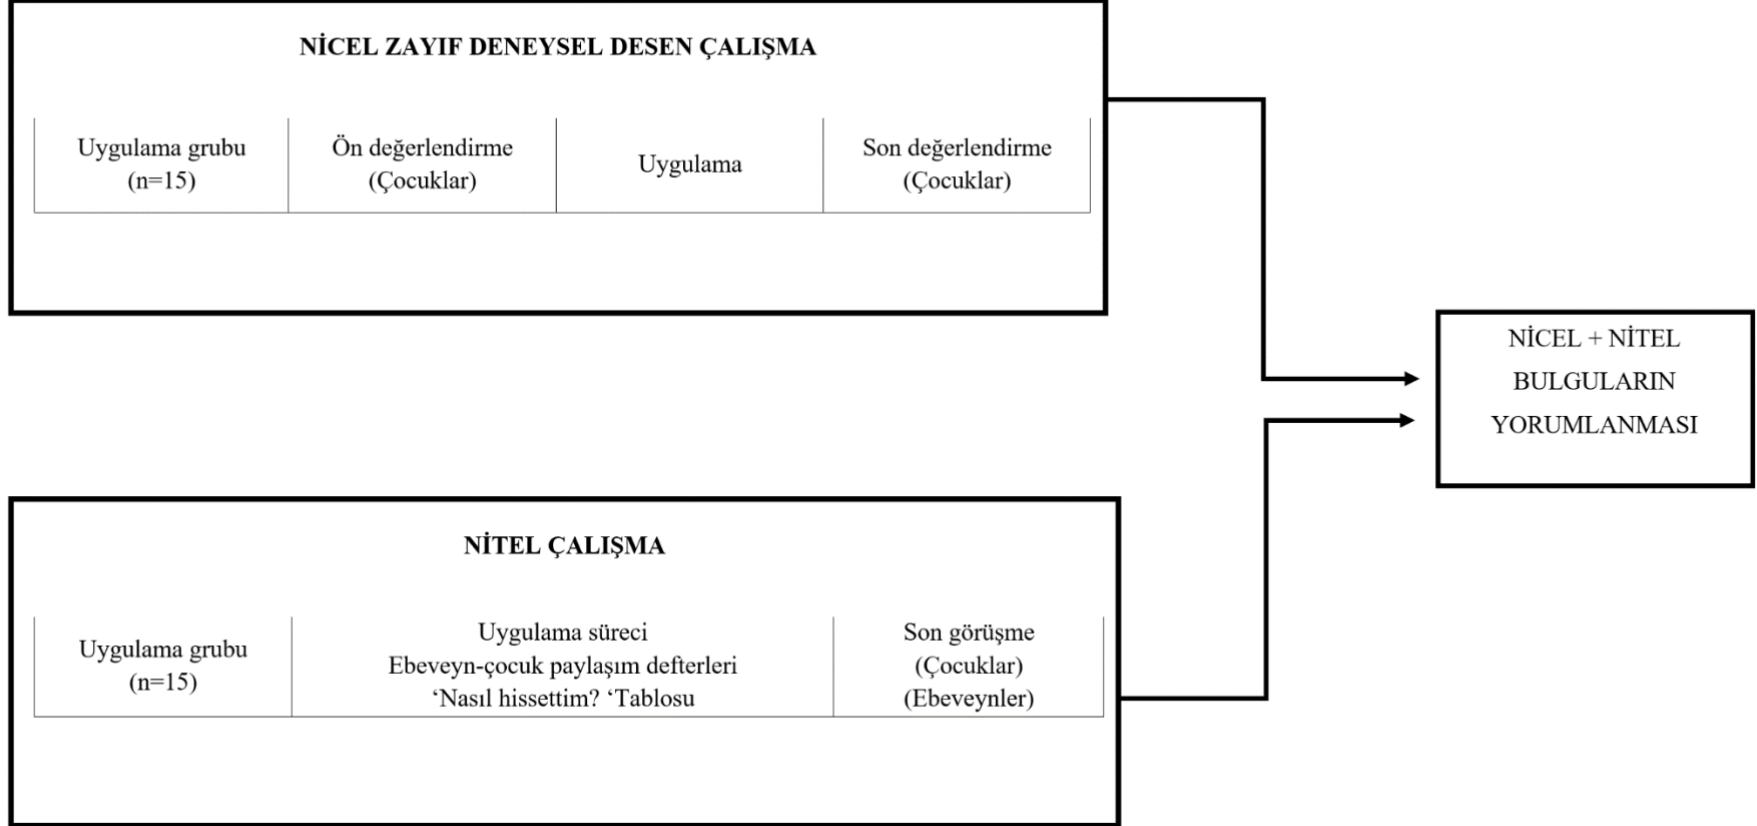 NİCEL ZAYIF DENEYSEL DESEN ÇALIŞMA
Uygulama grubu
(n=15)
Ön değerlendirme
(Çocuklar)
Uygulama
Son değerlendirme
(Çocuklar)
NİCEL + NİTEL
BULGULARIN
YORUMLANMASI
NİTEL ÇALIŞMA
Uygulama grubu
(n=15)
Uygulama süreci
Ebeveyn-çocuk paylaşım defterleri
‘Nasıl hissettim? ‘Tablosu
Son görüşme
(Çocuklar)
(Ebeveynler)